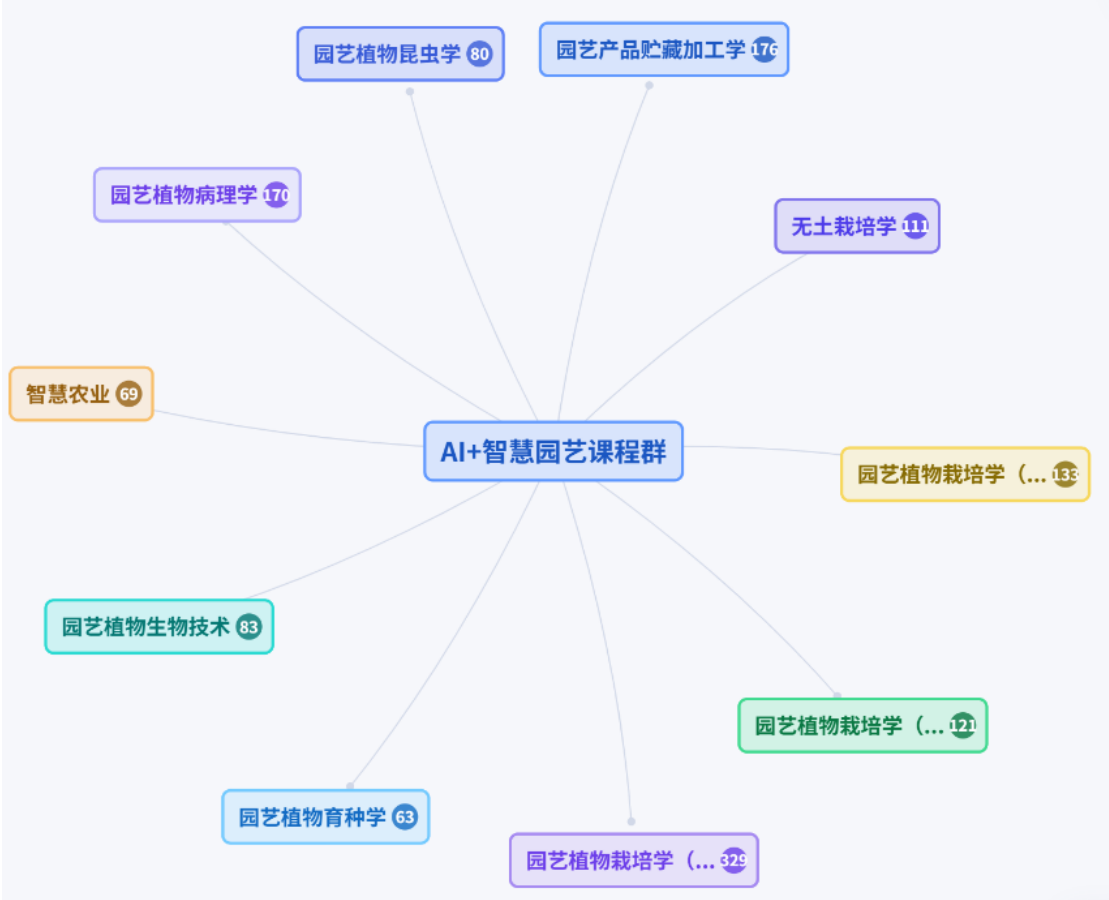 园艺植物昆虫学 80
园艺产品贮藏加工学 176
园艺植物病理学 170
无土栽培学 111
智慧农业 69
AI+智慧园艺课程群
园艺植物栽培学（... 133
园艺植物生物技术 83
园艺植物栽培学（... 121
园艺植物育种学 63
园艺植物栽培学（... 329